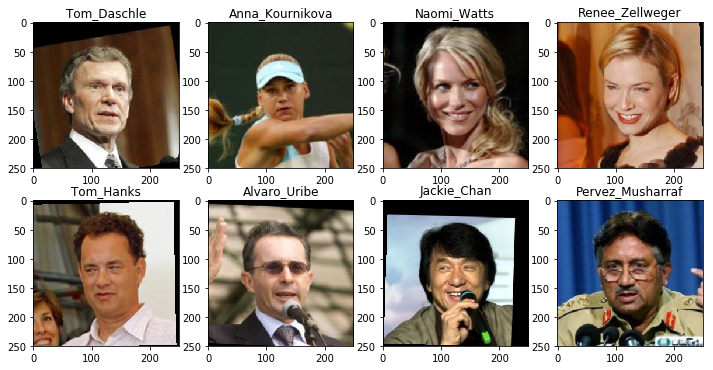 Tom_Daschle Anna_Kournikova Naomi_Watts Renee_Zellweger
0 0 0 0
50 50 50 50
100 100 100 100
150 150 150 150
200 200 200 200
250 250 250 250
0 100 200 0 100 200 0 100 200 0 100 200
Tom_Hanks Alvaro_Uribe Jackie_Chan Pervez_Musharraf
0 0 0 0
50 50 50 50
100 100 100 100
150 150 150 150
200 200 200 200
250 250 250 250
0 100 200 0 100 200 0 100 200 0 100 200